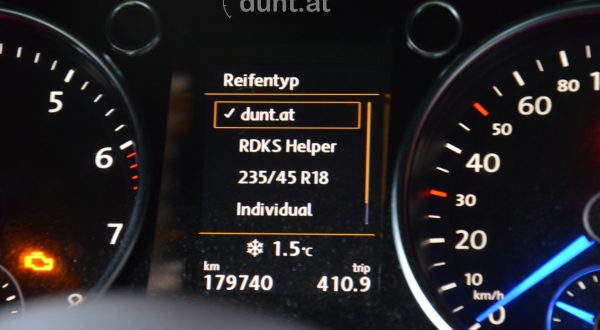 dunt.at
Reifentyp
✓ dunt.at
RDKS Helper
235/45 R18
Individual
❄ 1.5°C
km trip
179740 410.9
5
6
7
8
80
60
50
40
30
20
10
km/h
0